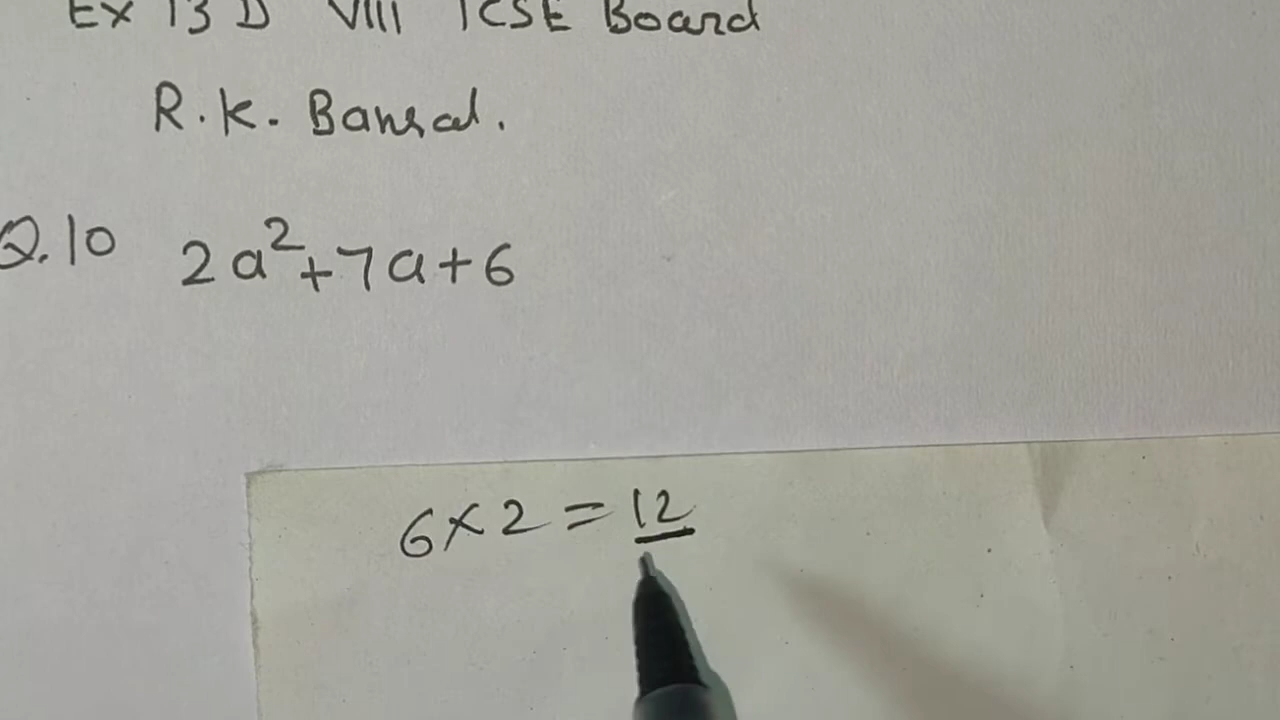 Ex 13 D VIII ICSE Board
R.K. Bansal.
Q.10 2a²+7a+6
6×2=12